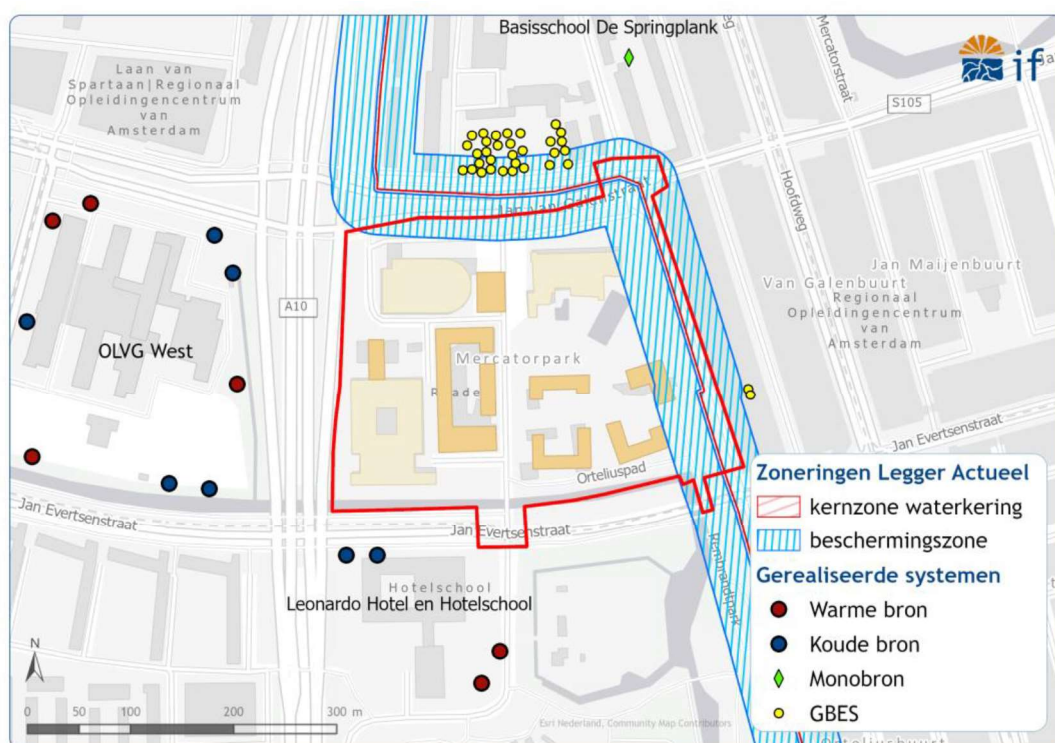 Basisschool De Springplank
if
Laan van
Spartaan|Regionaal
Opleidingencentrum
van
Amsterdam
Mercatorstraat
S105
Jan van Galenstraat
Hoofdweg
A10
Jan Maijenbuurt
Van Galenbuurt
Regionaal
Opleidingencentrum
van
Amsterdam
OLVG West
Mercatorpark
Orteliuspad
Jan Evertsenstraat
Jan Evertsenstraat
Jan Evertsenstraat
Rembrandtpark
Hotelschool
Leonardo Hotel en Hotelschool
Zoneringen Legger Actueel
kernzone waterkering
beschermingszone
Gerealiseerde systemen
Warme bron
Koude bron
Monobron
GBES
N
0 50 100 200 300 m
Esri Nederland, Community Map Contributors